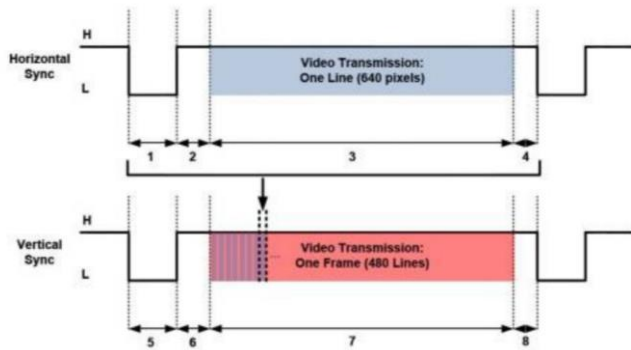 H
Horizontal
Sync
L
Video Transmission:
One Line (640 pixels)
1 2 3 4
H
Vertical
Sync
L
Video Transmission:
One Frame (480 Lines)
...
5 6 7 8